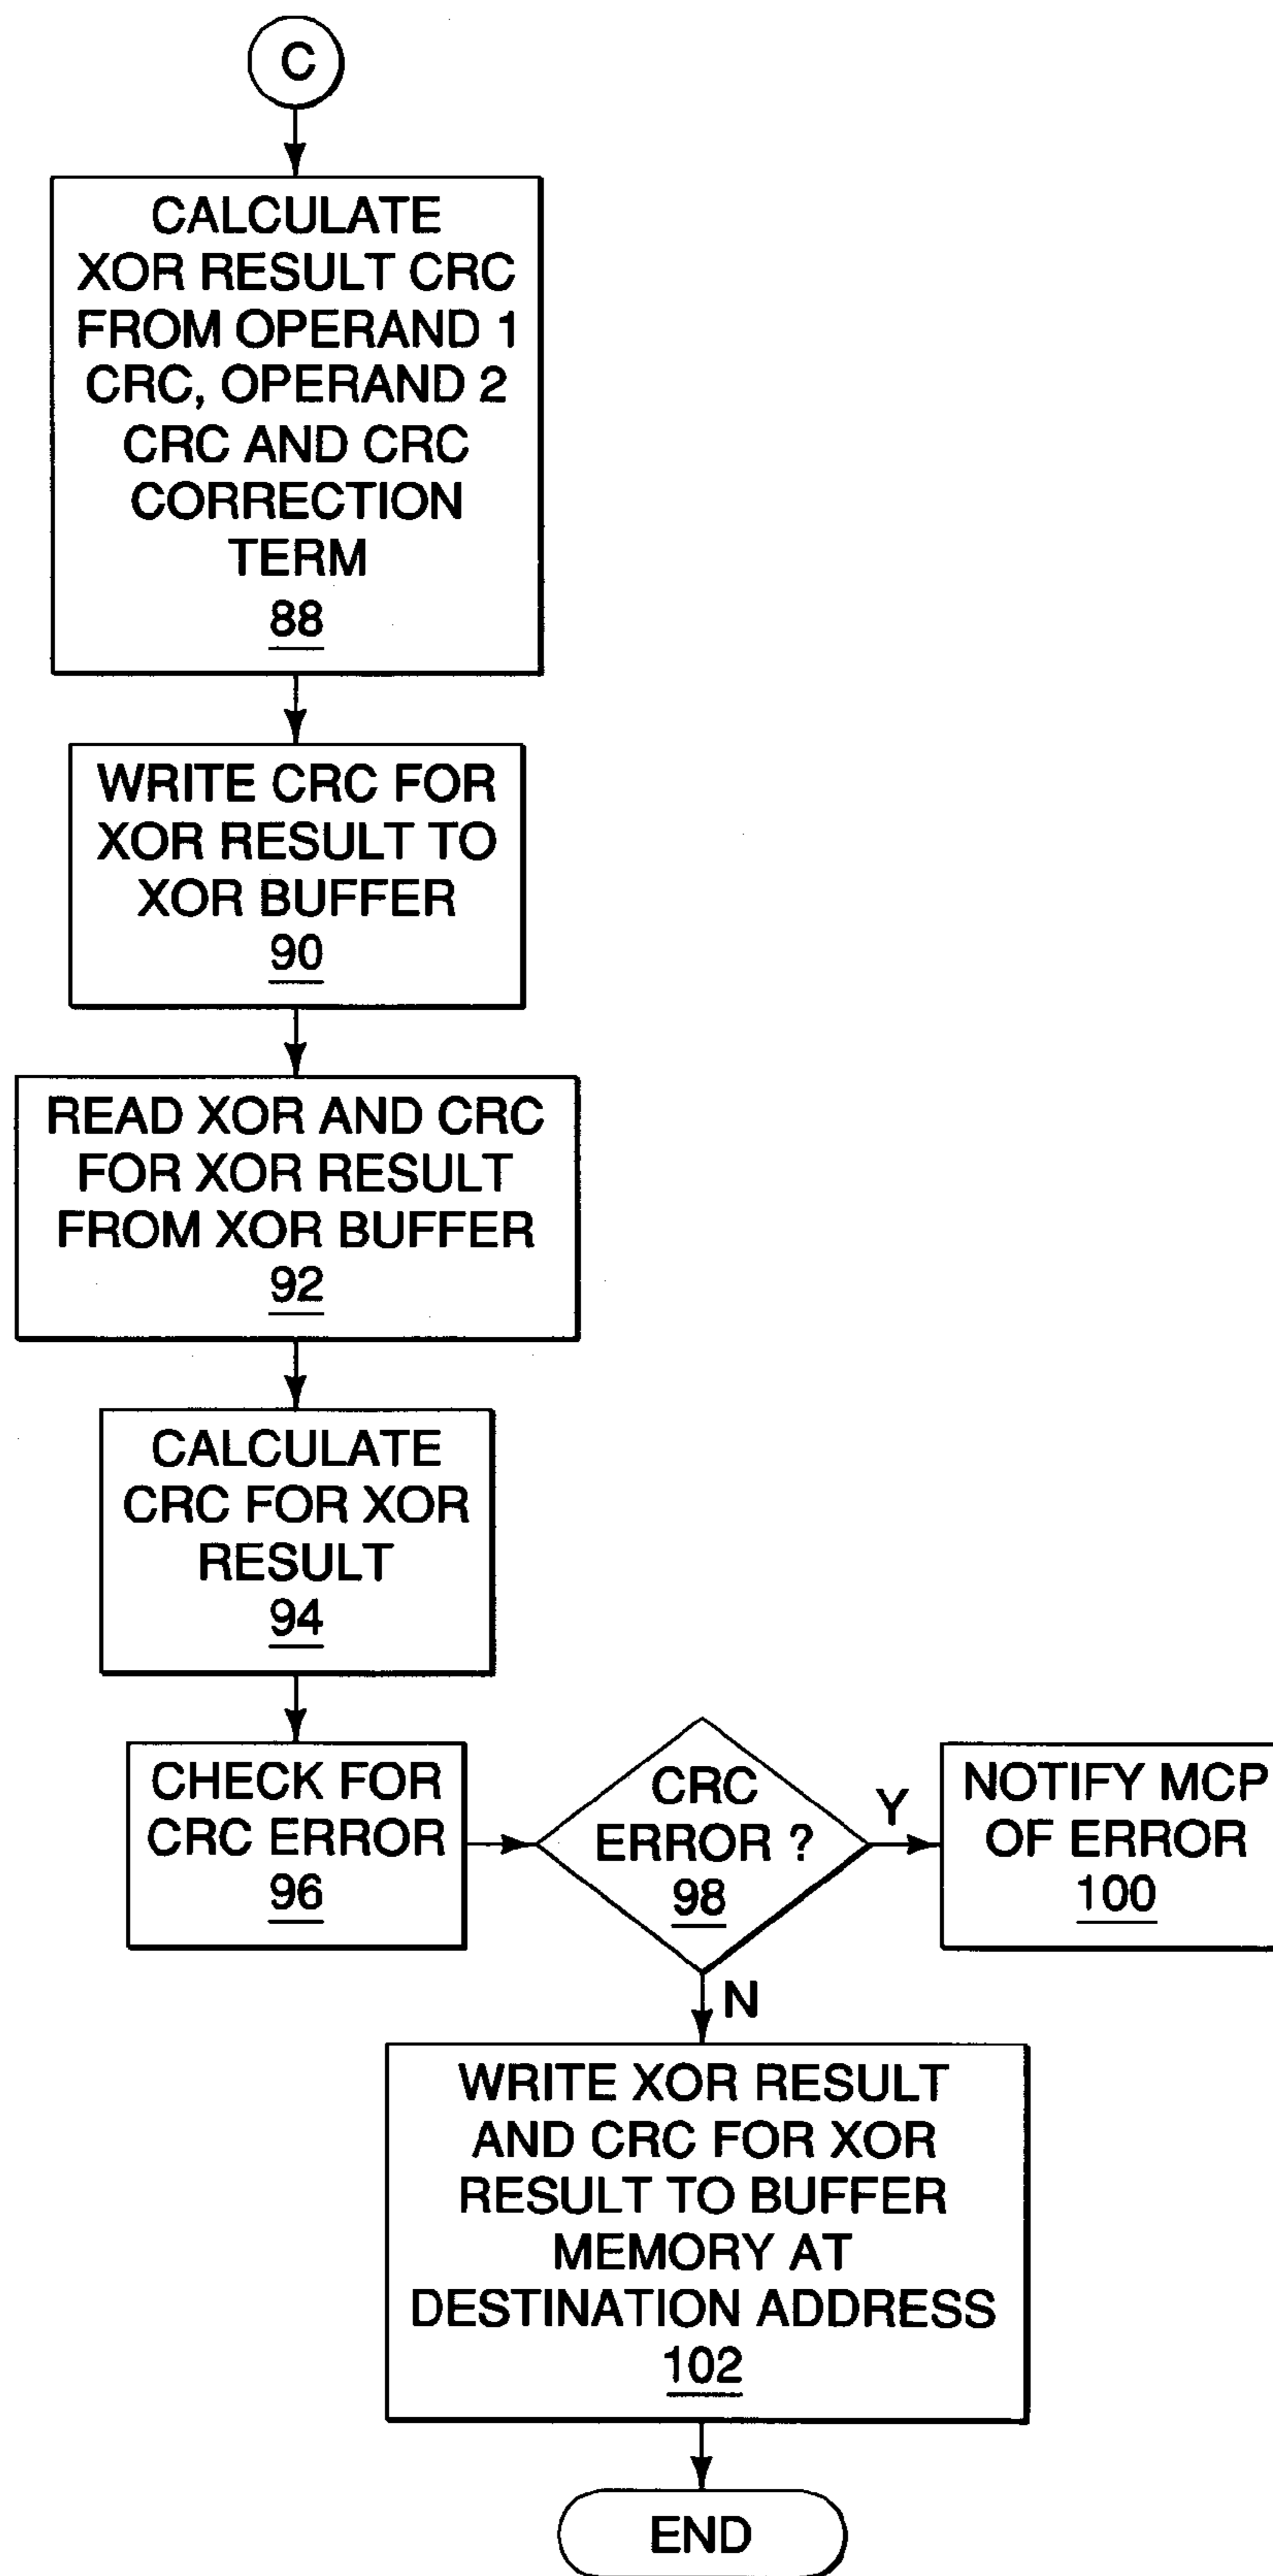 C
CALCULATE
XOR RESULT CRC
FROM OPERAND 1
CRC, OPERAND 2
CRC AND CRC
CORRECTION
TERM
88
WRITE CRC FOR
XOR RESULT TO
XOR BUFFER
90
READ XOR AND CRC
FOR XOR RESULT
FROM XOR BUFFER
92
CALCULATE
CRC FOR XOR
RESULT
94
CHECK FOR
CRC ERROR
96
CRC
ERROR ?
98
Y
NOTIFY MCP
OF ERROR
100
N
WRITE XOR RESULT
AND CRC FOR XOR
RESULT TO BUFFER
MEMORY AT
DESTINATION ADDRESS
102
END